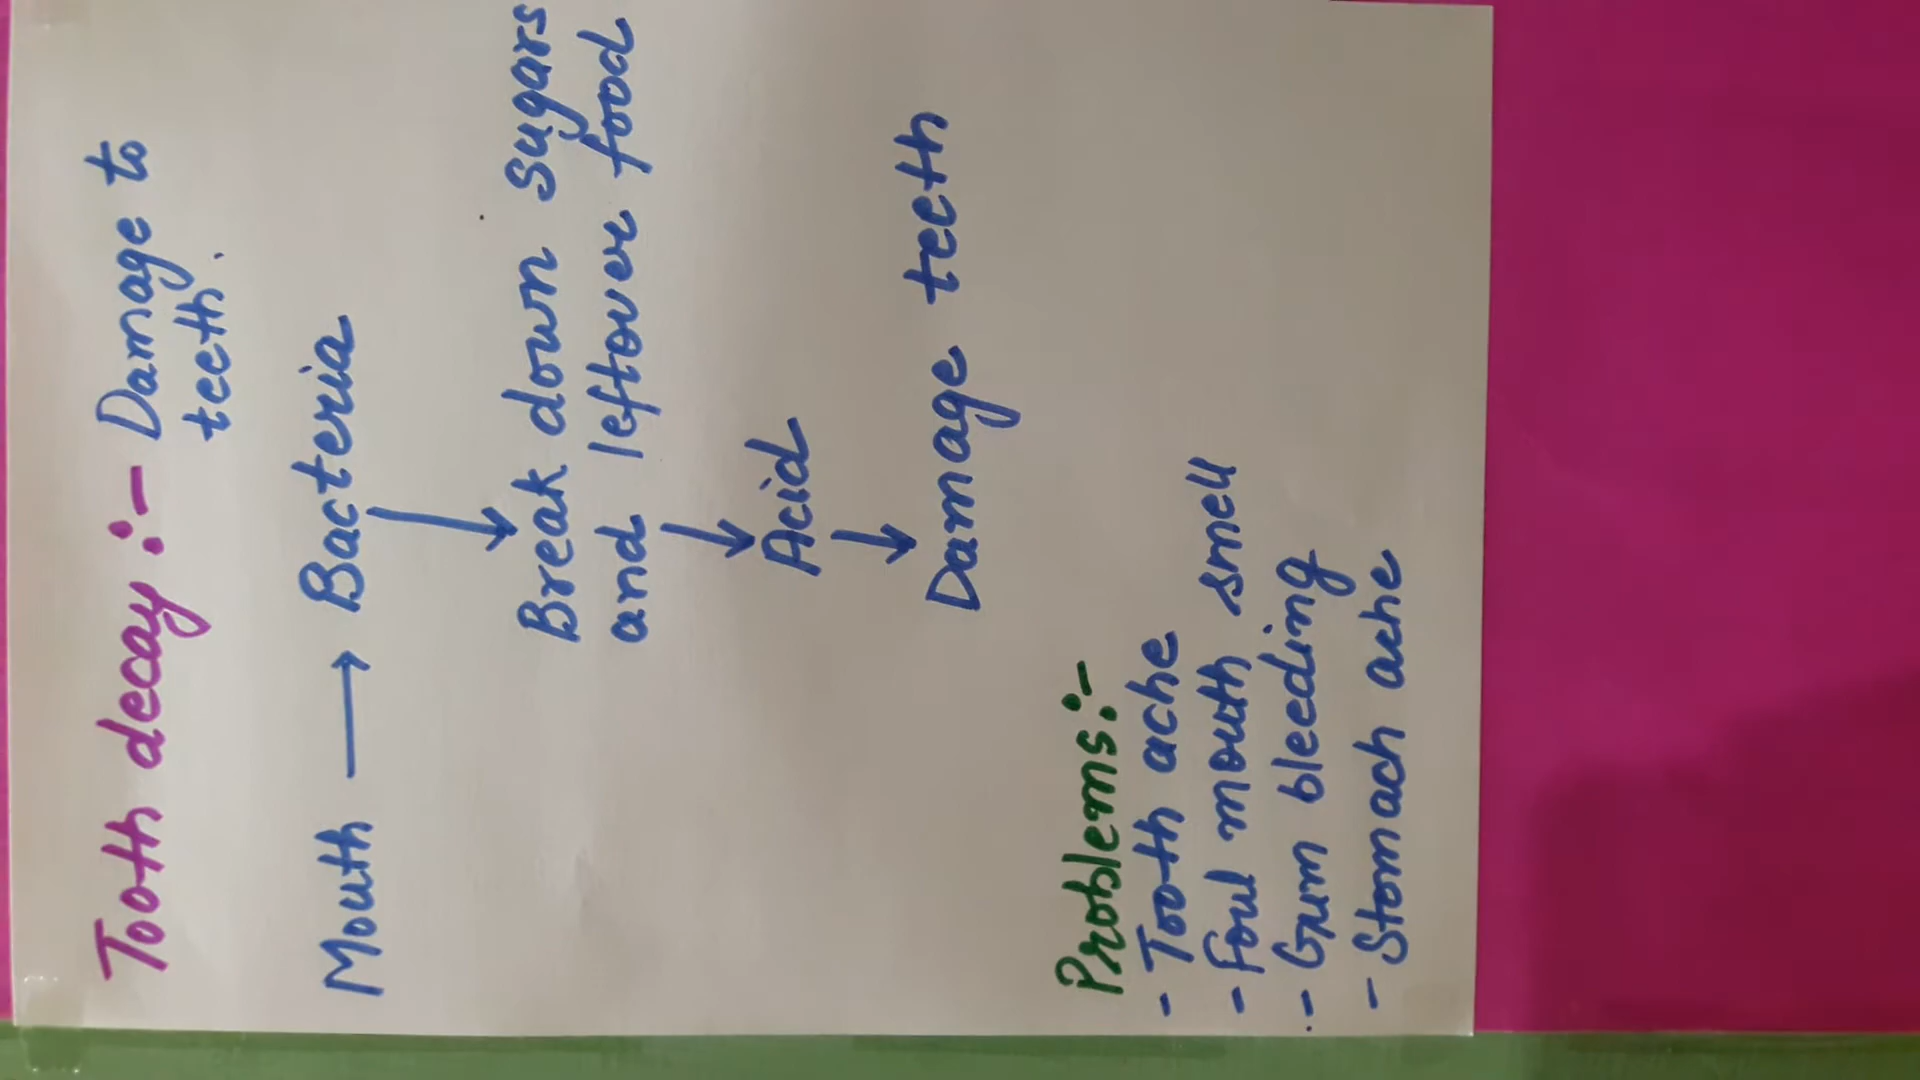 Tooth decay :- Damage to
teeth.
Mouth → Bacteria
↓
Break down sugars
and leftover food
↓
Acid
↓
Damage teeth
Problems :-
- Tooth ache
- Foul mouth smell
- Gum bleeding
- Stomach ache